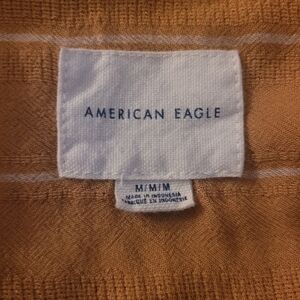 AMERICAN EAGLE
M/M/M
MADE IN INDONESIA
FABRIQUÉ EN INDONÉSIE